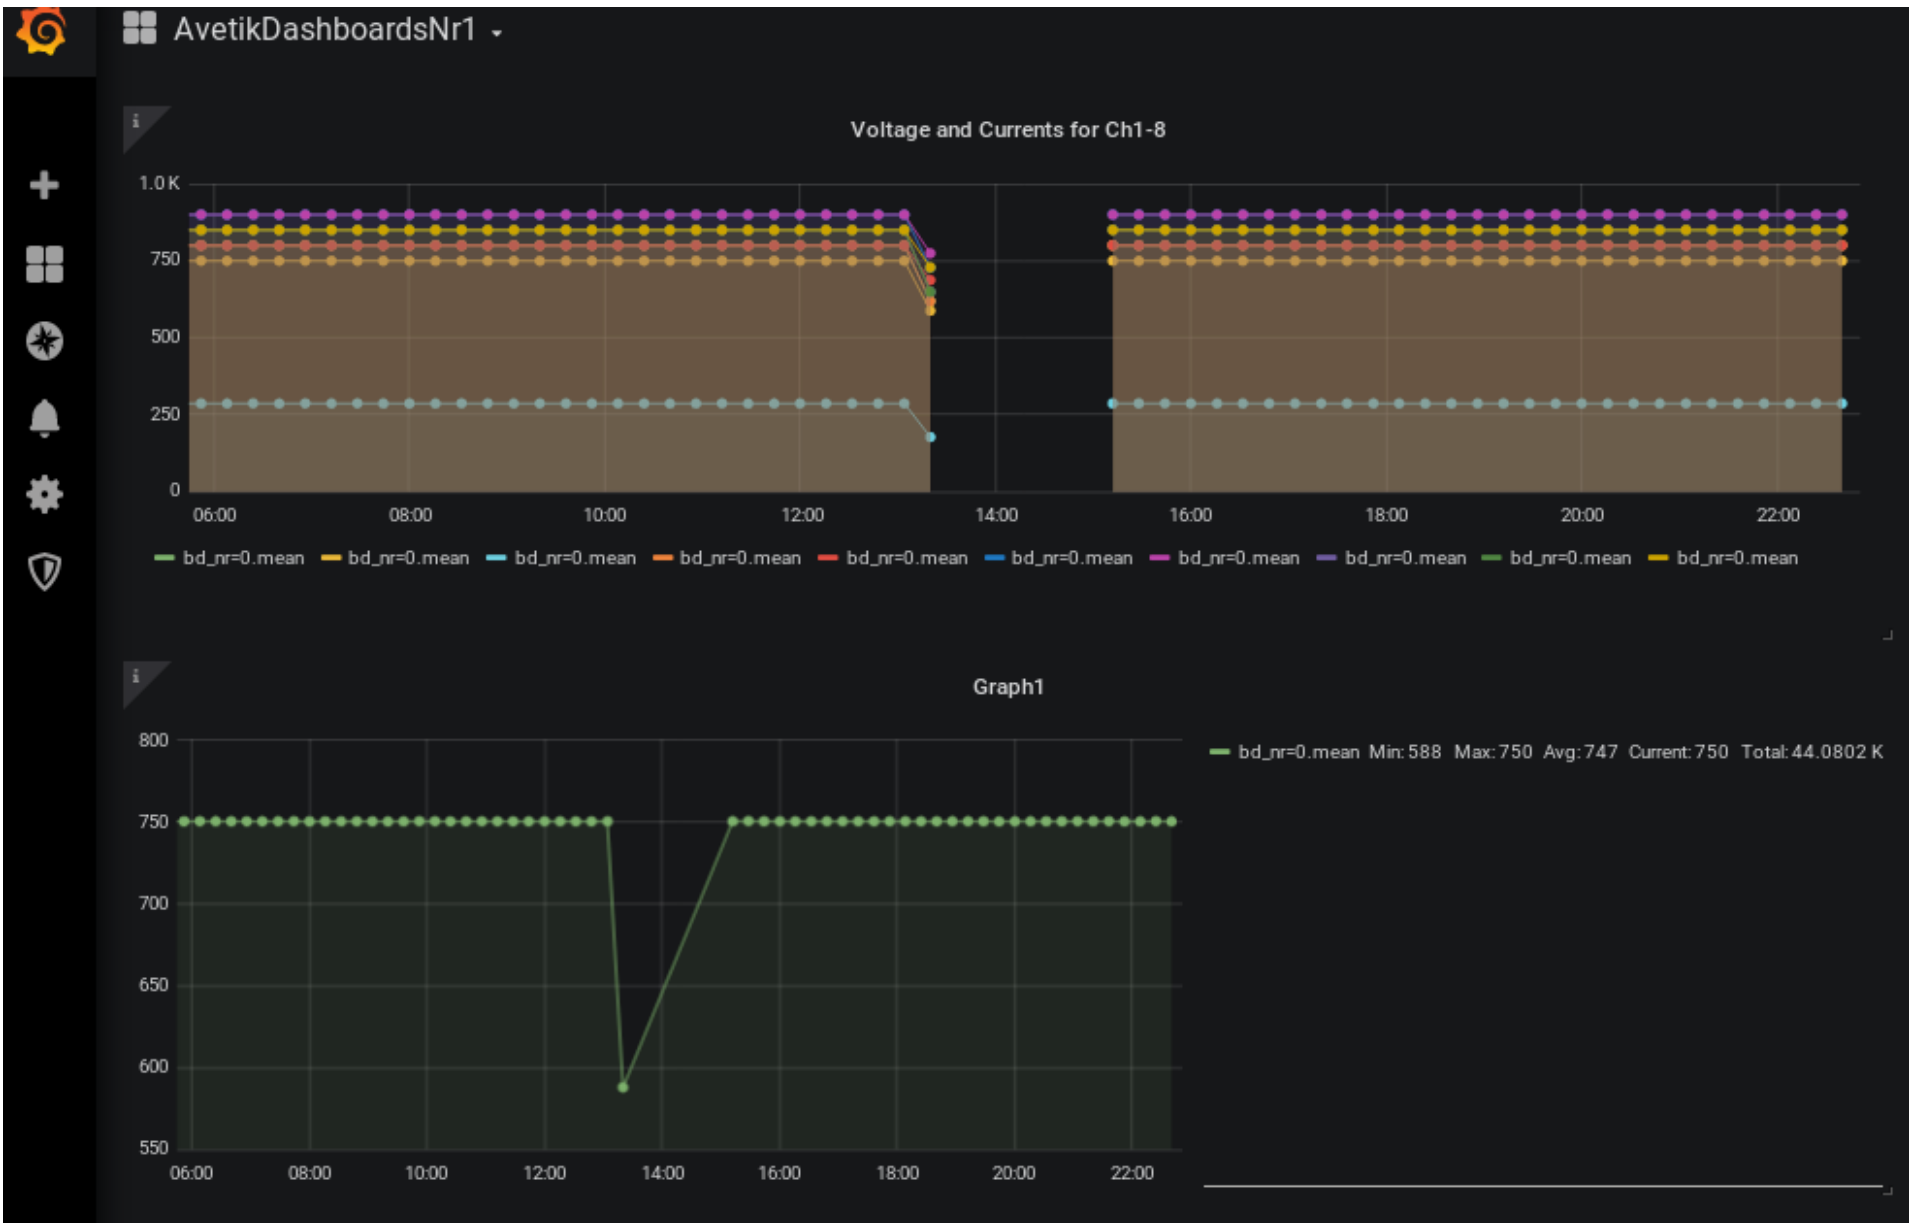 AvetikDashboardsNr1
i
Voltage and Currents for Ch1-8
1.0 K
750
500
250
0
06:00 08:00 10:00 12:00 14:00 16:00 18:00 20:00 22:00
bd_nr=0.mean bd_nr=0.mean bd_nr=0.mean bd_nr=0.mean bd_nr=0.mean bd_nr=0.mean bd_nr=0.mean bd_nr=0.mean bd_nr=0.mean bd_nr=0.mean
i
Graph1
800
750
700
650
600
550
06:00 08:00 10:00 12:00 14:00 16:00 18:00 20:00 22:00
bd_nr=0.mean Min: 588 Max: 750 Avg: 747 Current: 750 Total: 44.0802 K